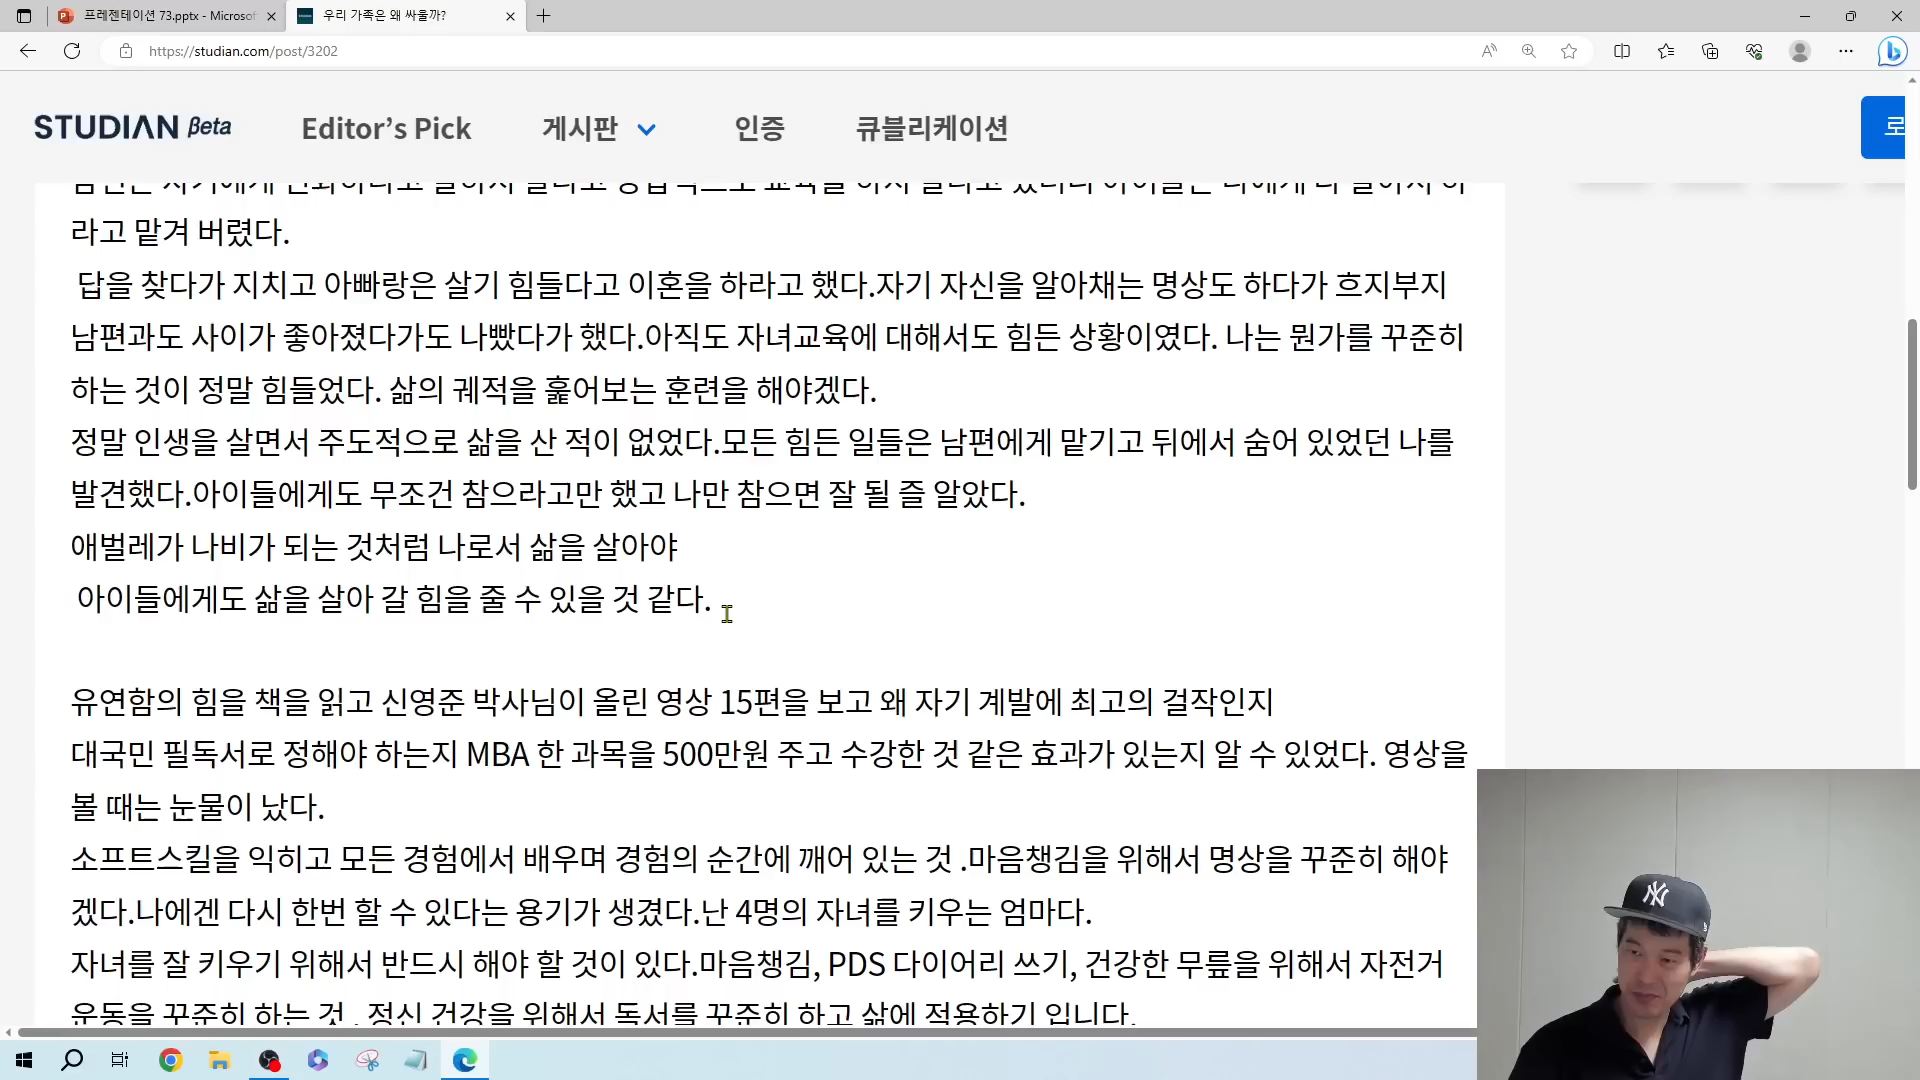 프레젠테이션 73.pptx - Microsof
우리 가족은 왜 싸울까?
https://studian.com/post/3202
STUDIAN βeta
Editor's Pick
게시판
인증
큐블리케이션
로
라고 맡겨 버렸다.
답을 찾다가 지치고 아빠랑은 살기 힘들다고 이혼을 하라고 했다.자기 자신을 알아채는 명상도 하다가 흐지부지
남편과도 사이가 좋아졌다가도 나빴다가 했다.아직도 자녀교육에 대해서도 힘든 상황이였다. 나는 뭔가를 꾸준히
하는 것이 정말 힘들었다. 삶의 궤적을 훑어보는 훈련을 해야겠다.
정말 인생을 살면서 주도적으로 삶을 산 적이 없었다.모든 힘든 일들은 남편에게 맡기고 뒤에서 숨어 있었던 나를
발견했다.아이들에게도 무조건 참으라고만 했고 나만 참으면 잘 될 즐 알았다.
애벌레가 나비가 되는 것처럼 나로서 삶을 살아야
아이들에게도 삶을 살아 갈 힘을 줄 수 있을 것 같다.
유연함의 힘을 책을 읽고 신영준 박사님이 올린 영상 15편을 보고 왜 자기 계발에 최고의 걸작인지
대국민 필독서로 정해야 하는지 MBA 한 과목을 500만원 주고 수강한 것 같은 효과가 있는지 알 수 있었다. 영상을
볼 때는 눈물이 났다.
소프트스킬을 익히고 모든 경험에서 배우며 경험의 순간에 깨어 있는 것 .마음챙김을 위해서 명상을 꾸준히 해야
겠다.나에겐 다시 한번 할 수 있다는 용기가 생겼다.난 4명의 자녀를 키우는 엄마다.
자녀를 잘 키우기 위해서 반드시 해야 할 것이 있다.마음챙김, PDS 다이어리 쓰기, 건강한 무릎을 위해서 자전거
운동을 꾸준히 하는 것 . 정신 건강을 위해서 독서를 꾸준히 하고 삶에 적용하기 입니다.
NY